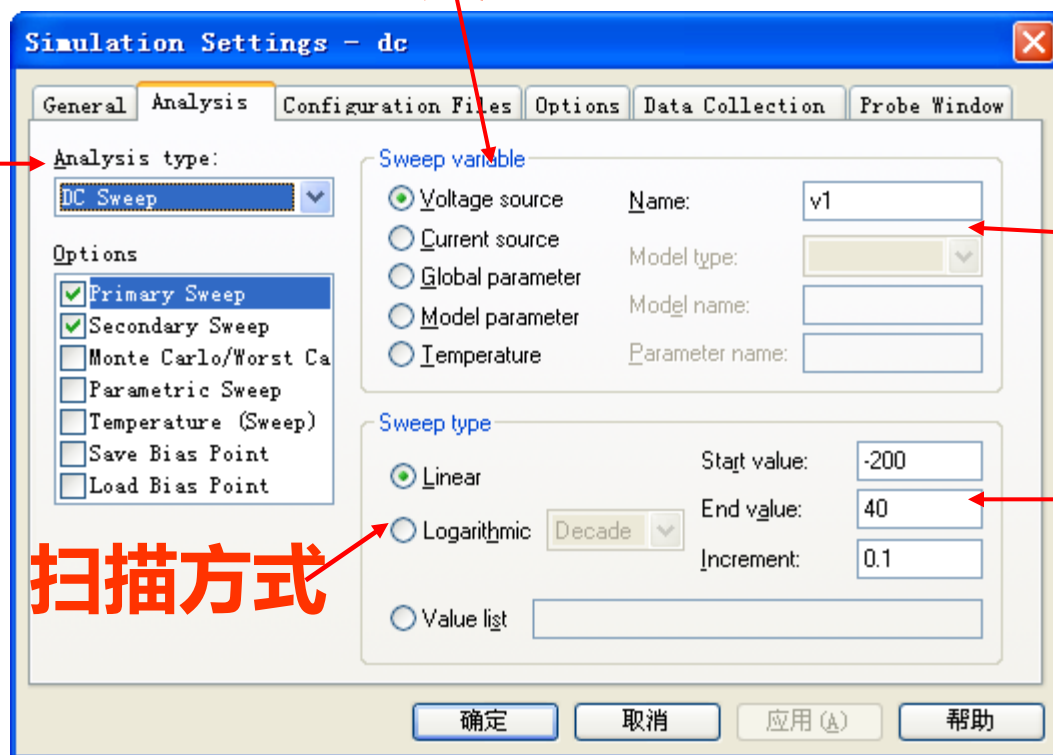 Simulation Settings - dc
General Analysis Configuration Files Options Data Collection Probe Window
Analysis type:
DC Sweep
Options
Primary Sweep
Secondary Sweep
Monte Carlo/Worst Ca
Parametric Sweep
Temperature (Sweep)
Save Bias Point
Load Bias Point
Sweep variable
Voltage source
Current source
Global parameter
Model parameter
Temperature
Name: v1
Model type:
Model name:
Parameter name:
Sweep type
Linear
Logarithmic Decade
Value list
Start value: -200
End value: 40
Increment: 0.1
扫描方式
确定 取消 应用(A) 帮助